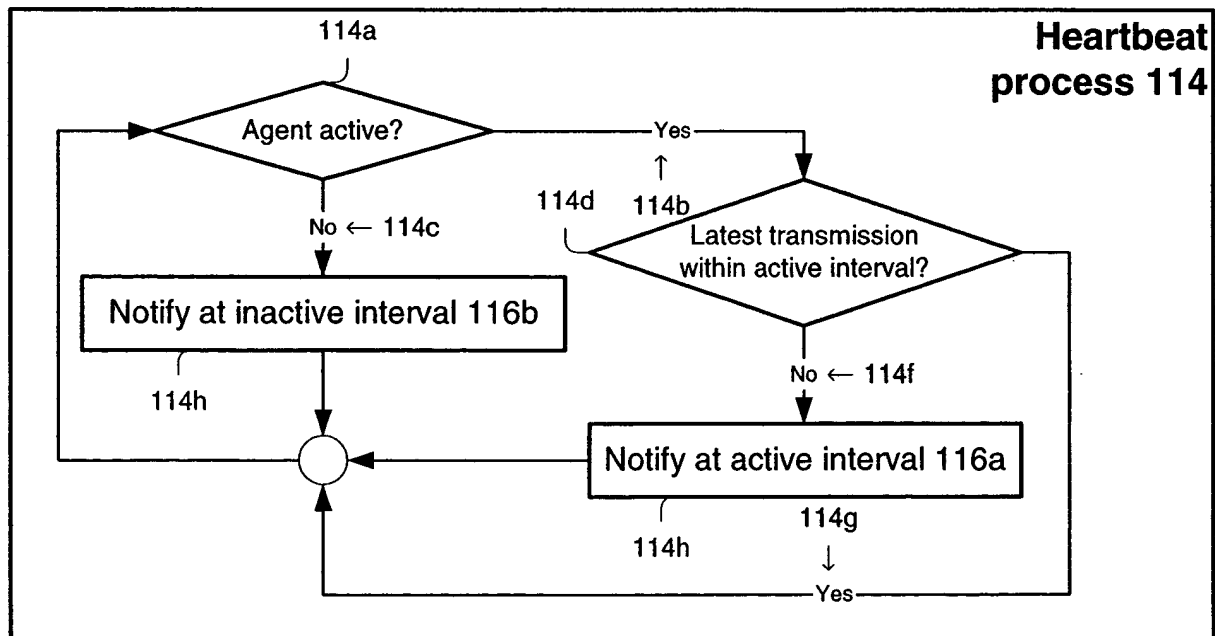 114a
Heartbeat
process 114
Agent active?
Yes
↑
114b
114d
No ← 114c
Latest transmission
within active interval?
Notify at inactive interval 116b
114h
No ← 114f
Notify at active interval 116a
114h
114g
↓
Yes